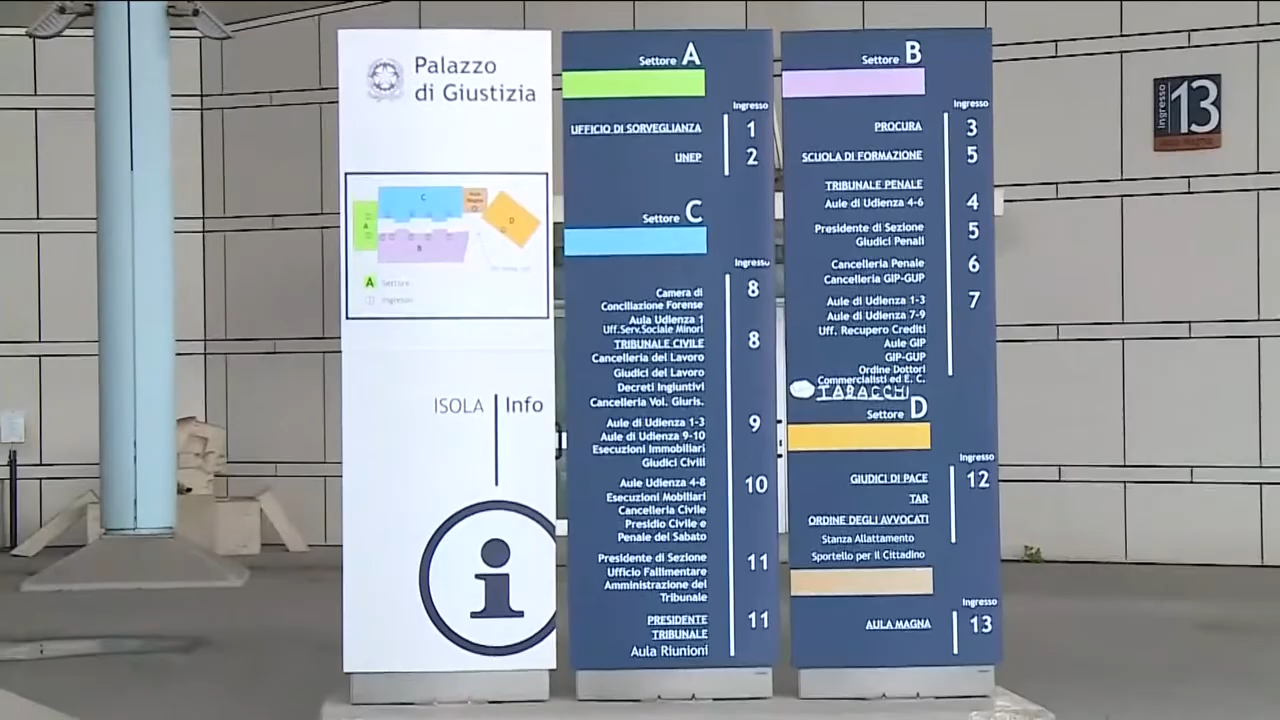 Palazzo
di Giustizia
C
A
B
D
A Settore
Ingresso
ISOLA Info
i
Settore A
Ingresso
UFFICIO DI SORVEGLIANZA 1
UNEP 2
Settore C
Ingresso
Camera di 8
Conciliazione Forense
Aula Udienza 1
Uff.Serv.Sociale Minori
TRIBUNALE CIVILE 8
Cancelleria del Lavoro
Giudici del Lavoro
Decreti Ingiuntivi
Cancelleria Vol. Giuris.
Aule di Udienza 1-3 9
Aule di Udienza 9-10
Esecuzioni Immobiliari
Giudici Civili
Aule Udienza 4-8 10
Esecuzioni Mobiliari
Cancelleria Civile
Presidio Civile e
Penale del Sabato
Presidente di Sezione 11
Ufficio Fallimentare
Amministrazione del
Tribunale
PRESIDENTE 11
TRIBUNALE
Aula Riunioni
Settore B
Ingresso
PROCURA 3
SCUOLA DI FORMAZIONE 5
TRIBUNALE PENALE
Aule di Udienza 4-6 4
Presidente di Sezione 5
Giudici Penali
Cancelleria Penale 6
Cancelleria GIP-GUP
Aule di Udienza 1-3 7
Aule di Udienza 7-9
Uff. Recupero Crediti
Aule GIP
GIP-GUP
Ordine Dottori
Commercialisti ed E. C.
TABACCHI
Settore D
Ingresso
GIUDICI DI PACE 12
TAR
ORDINE DEGLI AVVOCATI
Stanza Allattamento
Sportello per il Cittadino
Ingresso
AULA MAGNA 13
Ingresso 13
Aula Magna